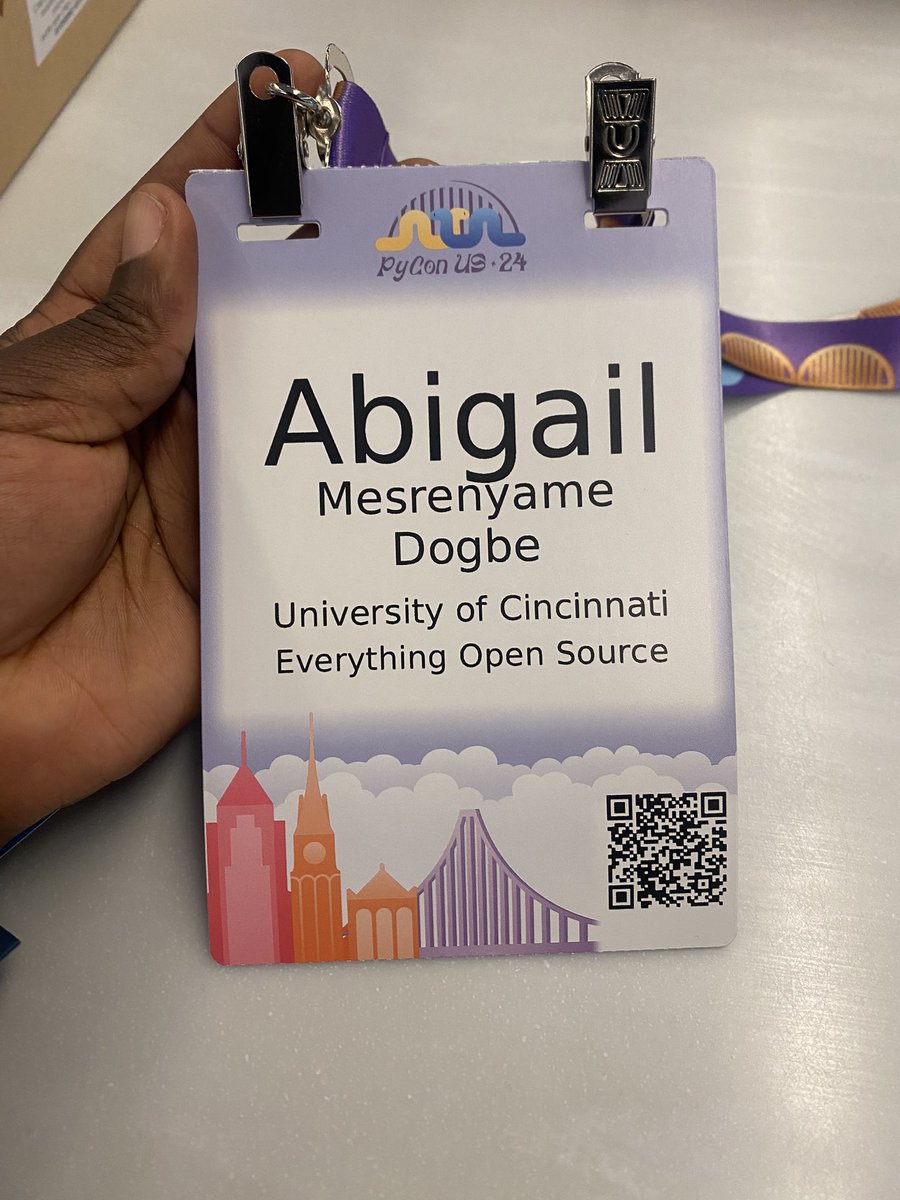 PyCon US · 24
Abigail
Mesrenyame
Dogbe
University of Cincinnati
Everything Open Source